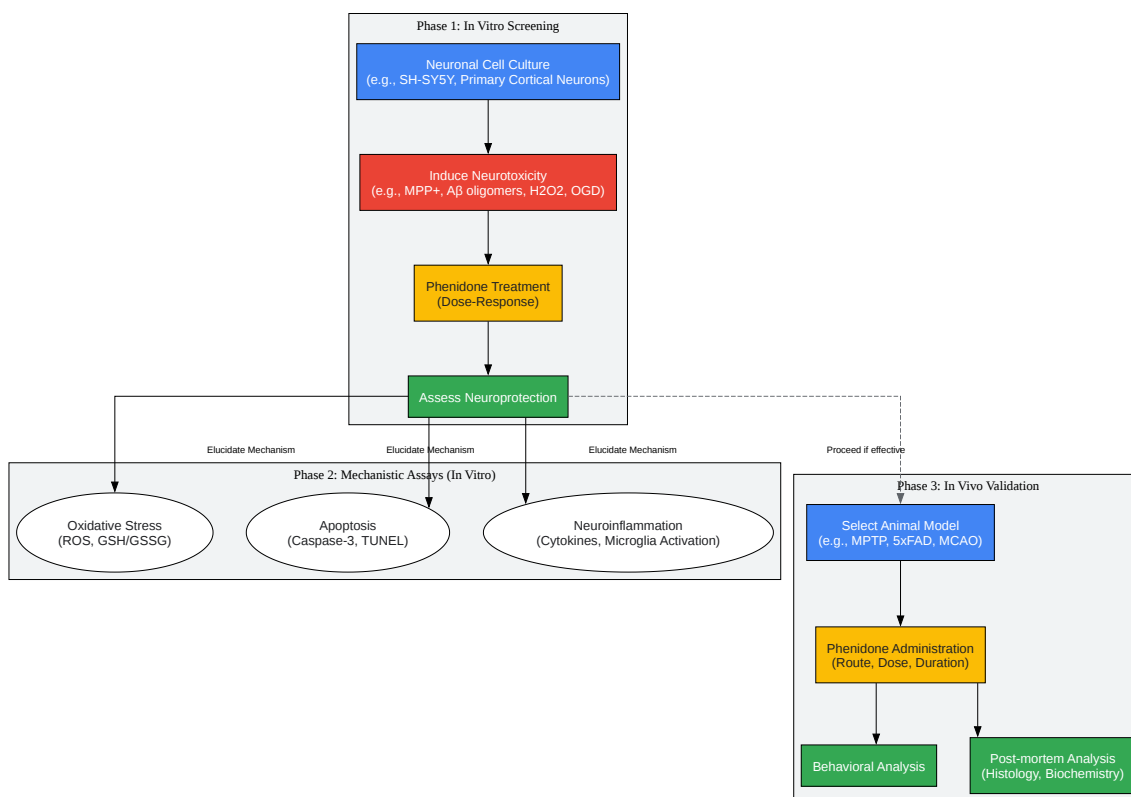 Phase 1: In Vitro Screening
Neuronal Cell Culture
(e.g., SH-SY5Y, Primary Cortical Neurons)
Induce Neurotoxicity
(e.g., MPP+, Aβ oligomers, H2O2, OGD)
Phenidone Treatment
(Dose-Response)
Assess Neuroprotection
Elucidate Mechanism
Elucidate Mechanism
Elucidate Mechanism
Proceed if effective
Phase 2: Mechanistic Assays (In Vitro)
Oxidative Stress
(ROS, GSH/GSSG)
Apoptosis
(Caspase-3, TUNEL)
Neuroinflammation
(Cytokines, Microglia Activation)
Phase 3: In Vivo Validation
Select Animal Model
(e.g., MPTP, 5xFAD, MCAO)
Phenidone Administration
(Route, Dose, Duration)
Behavioral Analysis
Post-mortem Analysis
(Histology, Biochemistry)